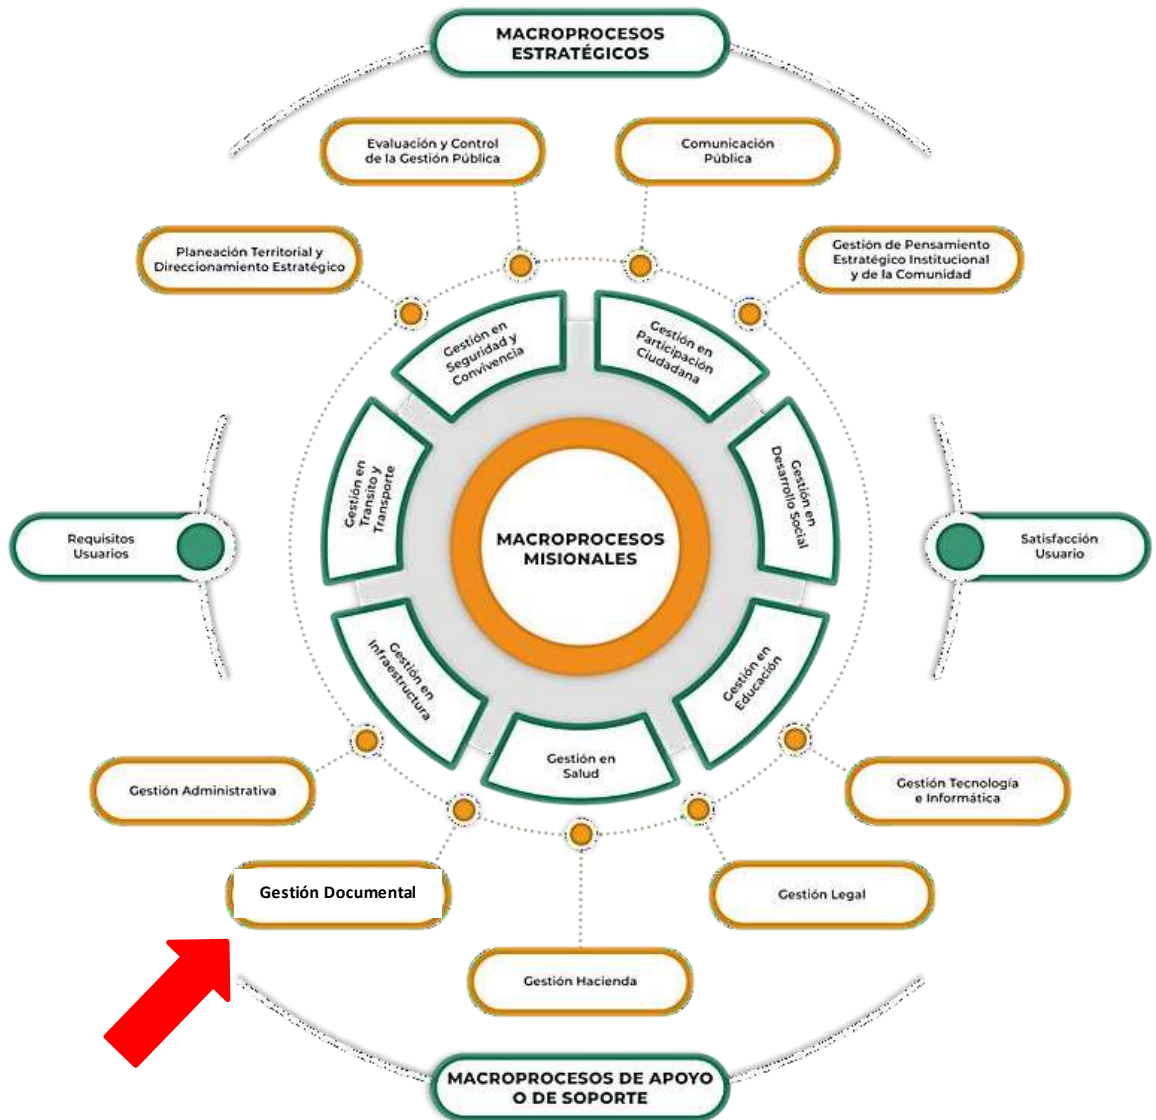 MACROPROCESOS
ESTRATÉGICOS
Evaluación y Control
de la Gestión Pública
Comunicación
Pública
Planeación Territorial y
Direccionamiento Estratégico
Gestión de Pensamiento
Estratégico Institucional
y de la Comunidad
Gestión en
Seguridad y
Convivencia
Gestión en
Participación
Ciudadana
Gestión en
Tránsito y
Transporte
Gestión en
Desarrollo Social
Requisitos
Usuarios
MACROPROCESOS
MISIONALES
Satisfacción
Usuario
Gestión en
Infraestructura
Gestión en
Educación
Gestión en
Salud
Gestión Administrativa
Gestión Tecnología
e Informática
Gestión Documental
Gestión Legal
Gestión Hacienda
MACROPROCESOS DE APOYO
O DE SOPORTE